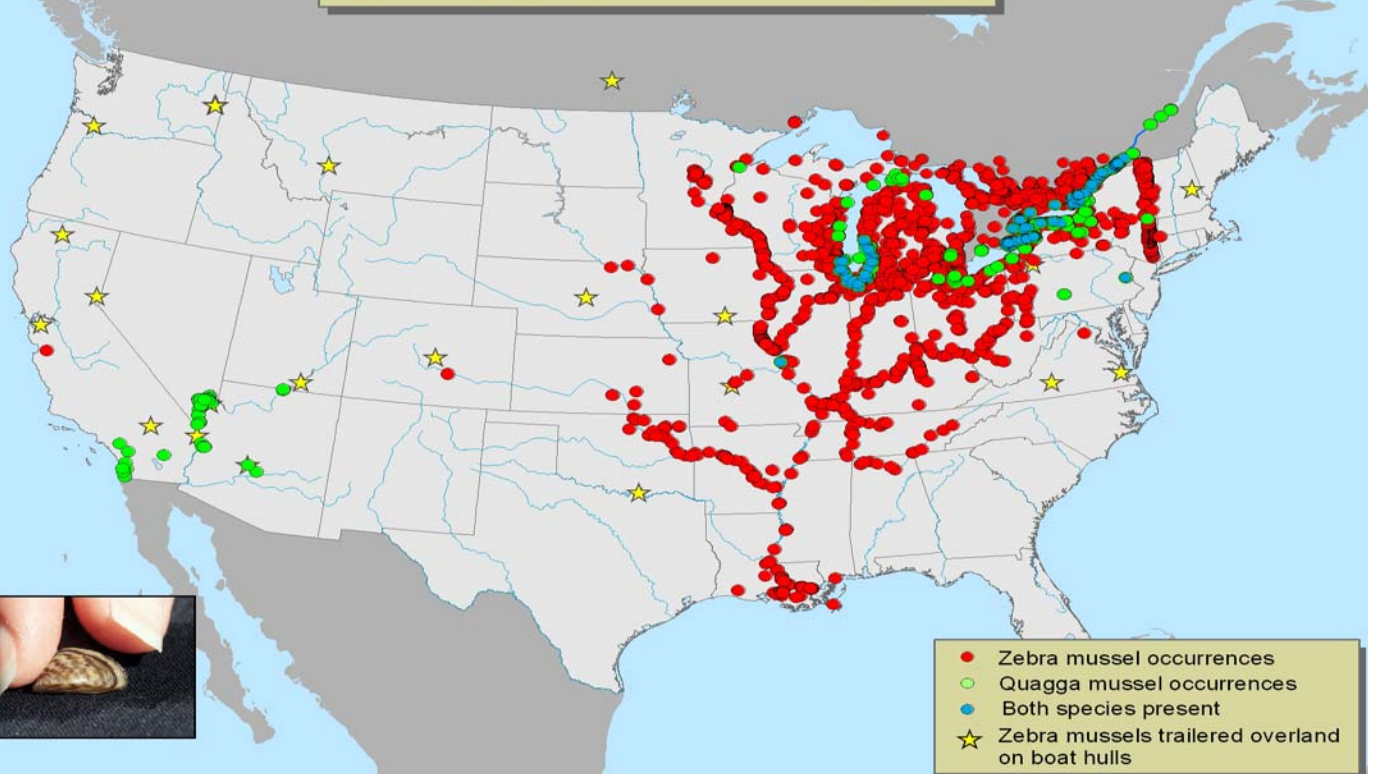 Zebra mussel occurrences
Quagga mussel occurrences
Both species present
Zebra mussels trailered overland
on boat hulls